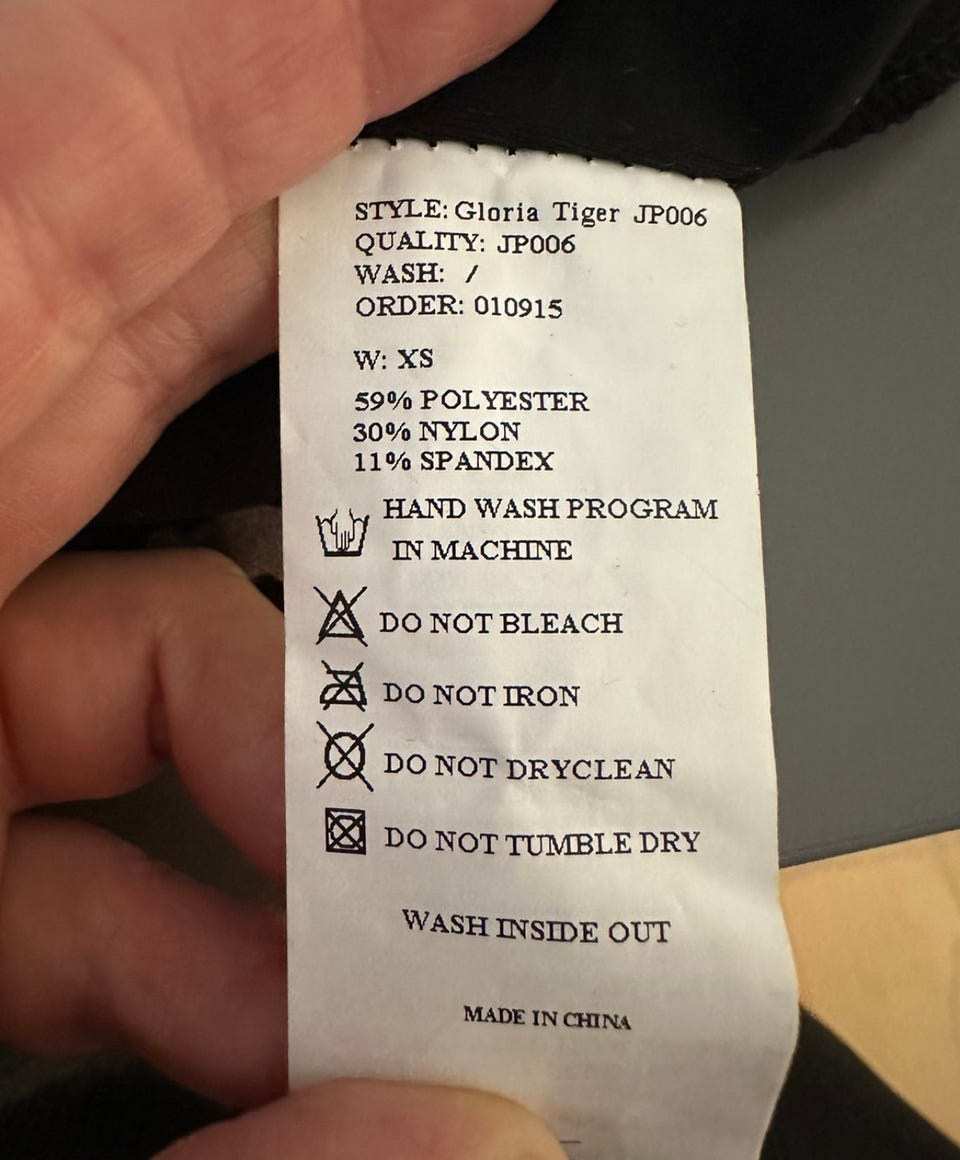 STYLE: Gloria Tiger JP006
QUALITY: JP006
WASH: /
ORDER: 010915
W: XS
59% POLYESTER
30% NYLON
11% SPANDEX
HAND WASH PROGRAM
IN MACHINE
DO NOT BLEACH
DO NOT IRON
DO NOT DRYCLEAN
DO NOT TUMBLE DRY
WASH INSIDE OUT
MADE IN CHINA